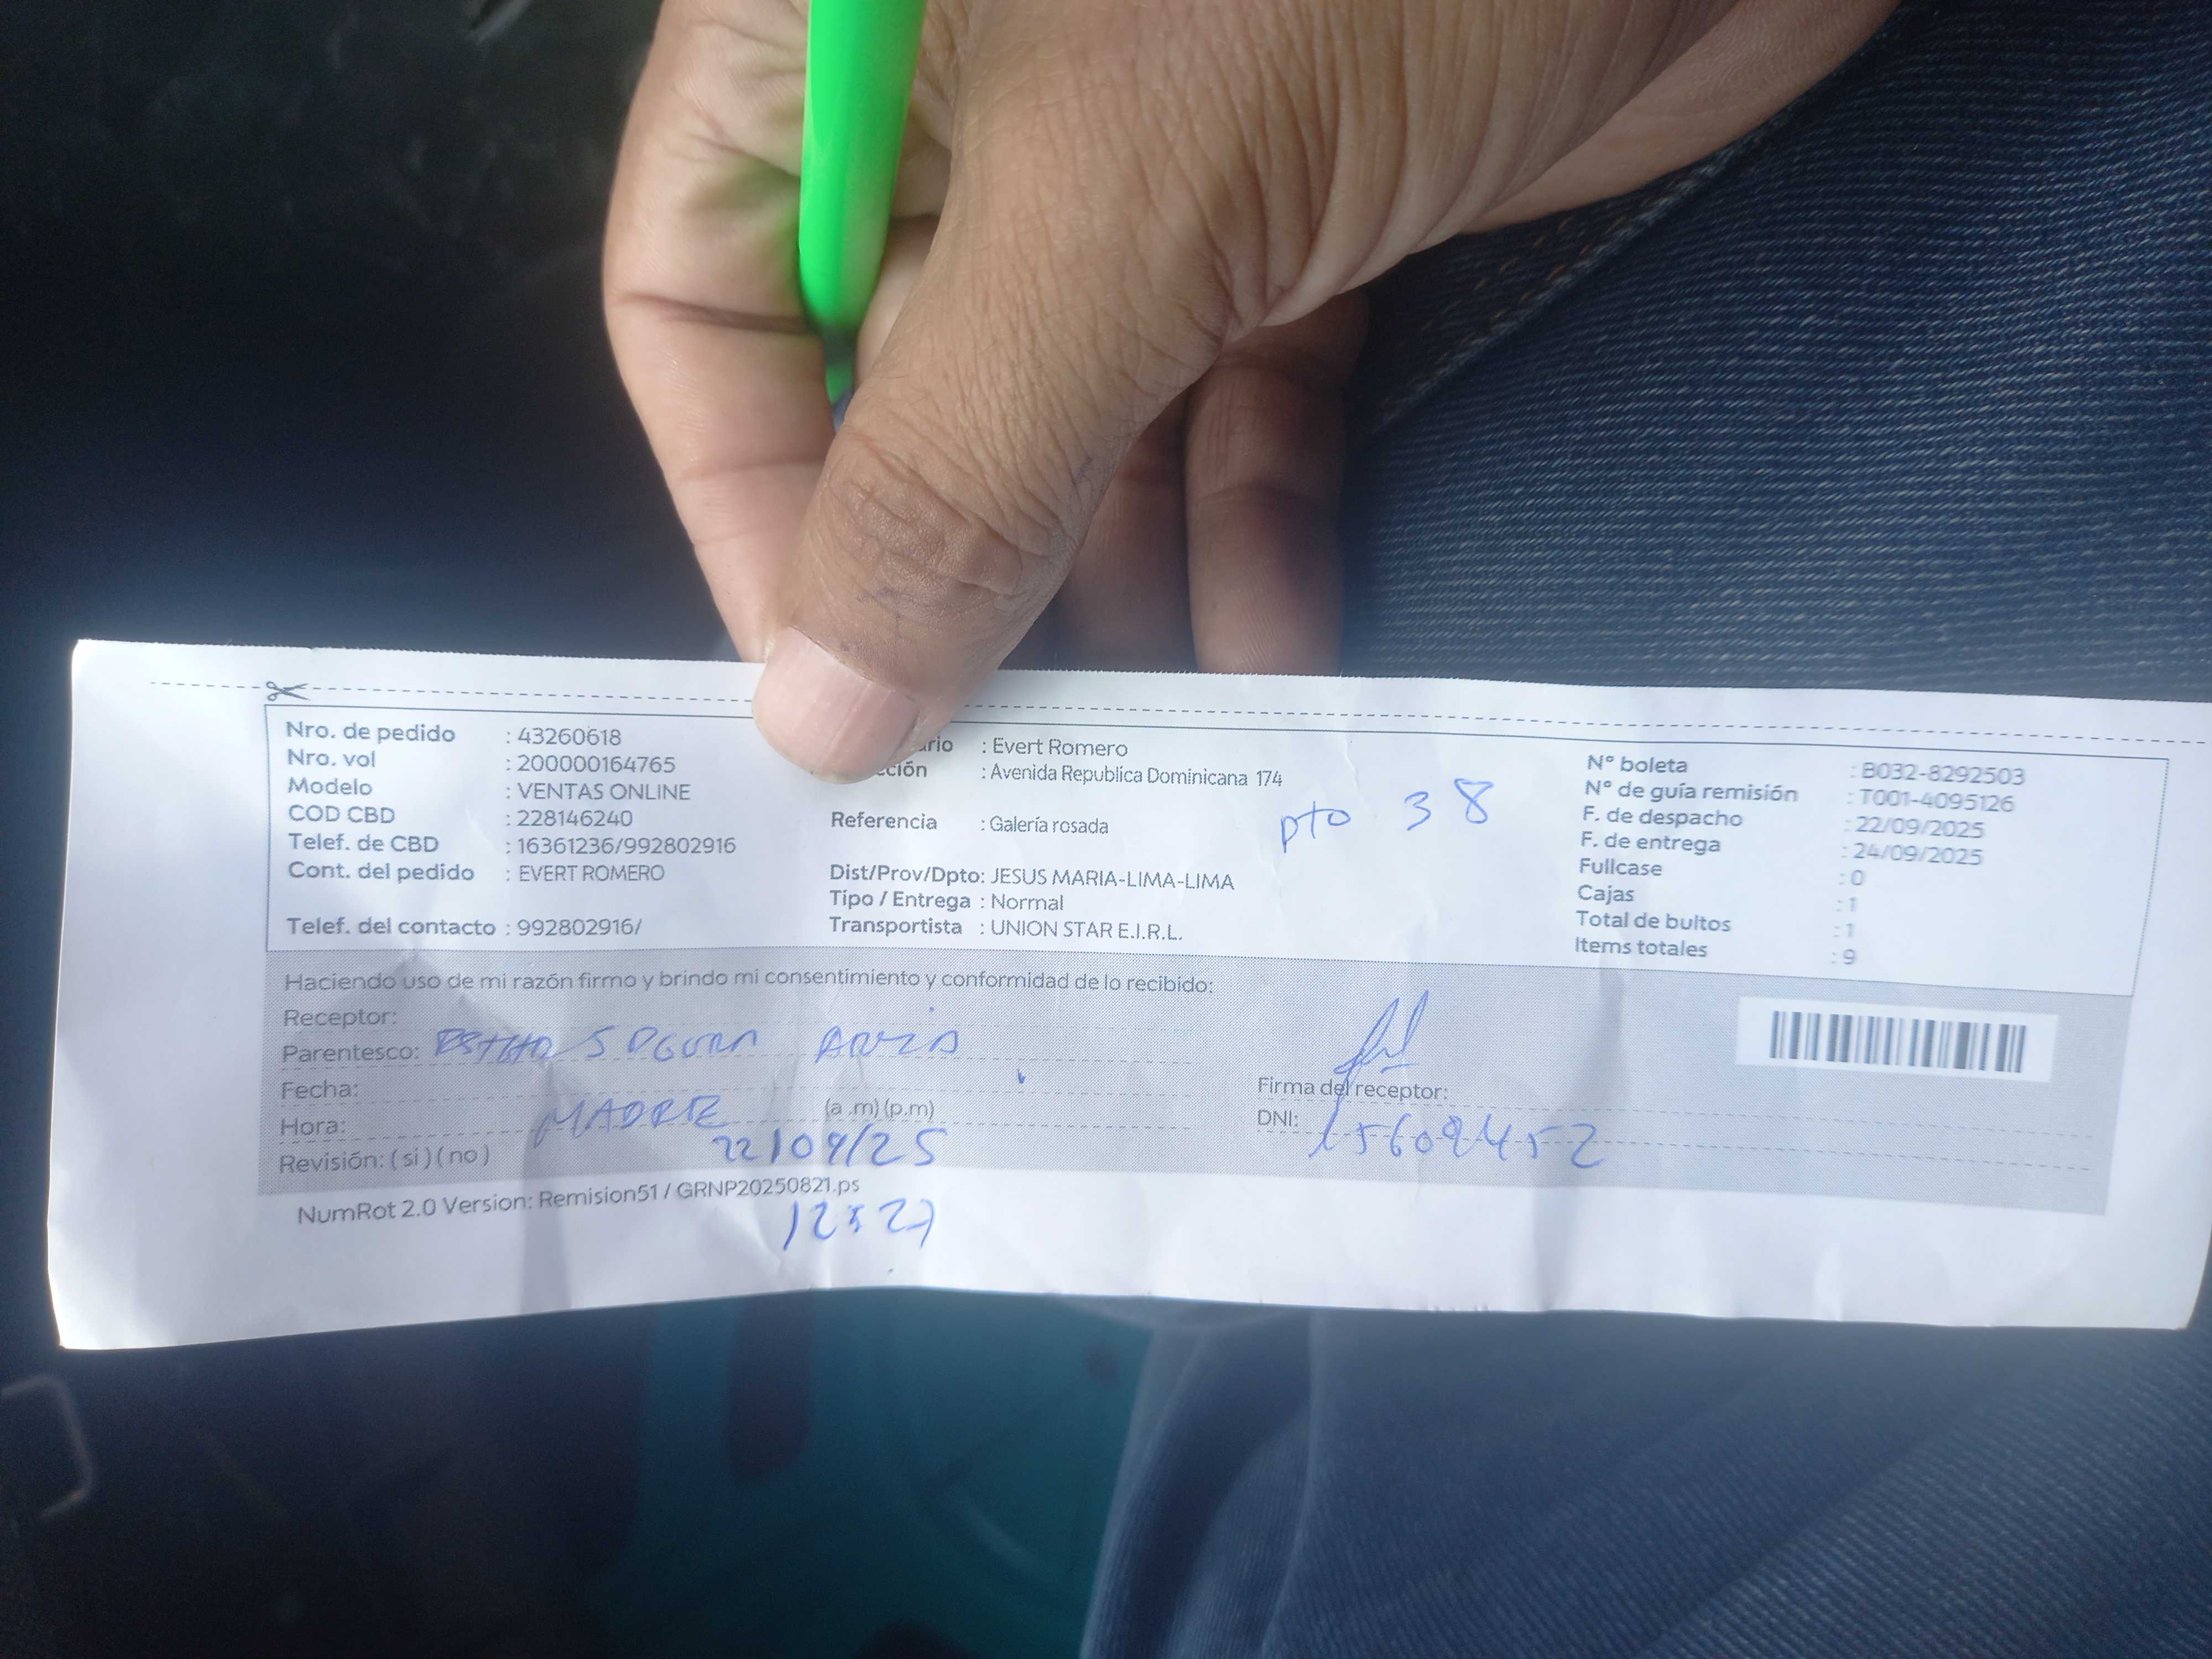 Nro. de pedido : 43260618
Nro. vol : 200000164765
Modelo : VENTAS ONLINE
COD CBD : 228146240
Telef. de CBD : 16361236/992802916
Cont. del pedido : EVERT ROMERO
Telef. del contacto : 992802916/
: Evert Romero
: Avenida Republica Dominicana 174
Referencia : Galería rosada
pto 38
Dist/Prov/Dpto: JESUS MARIA-LIMA-LIMA
Tipo / Entrega : Normal
Transportista : UNION STAR E.I.R.L.
N° boleta : B032-8292503
N° de guía remisión : T001-4095126
F. de despacho : 22/09/2025
F. de entrega : 24/09/2025
Fullcase : 0
Cajas : 1
Total de bultos : 1
Items totales : 9
Haciendo uso de mi razón firmo y brindo mi consentimiento y conformidad de lo recibido:
Receptor:
Parentesco:
Fecha:
MADRE
Hora: (a .m) (p.m)
22/09/25
Revisión: ( si ) ( no )
Firma del receptor:
DNI:
NumRot 2.0 Version: Remision51 / GRNP20250821.ps
12:27